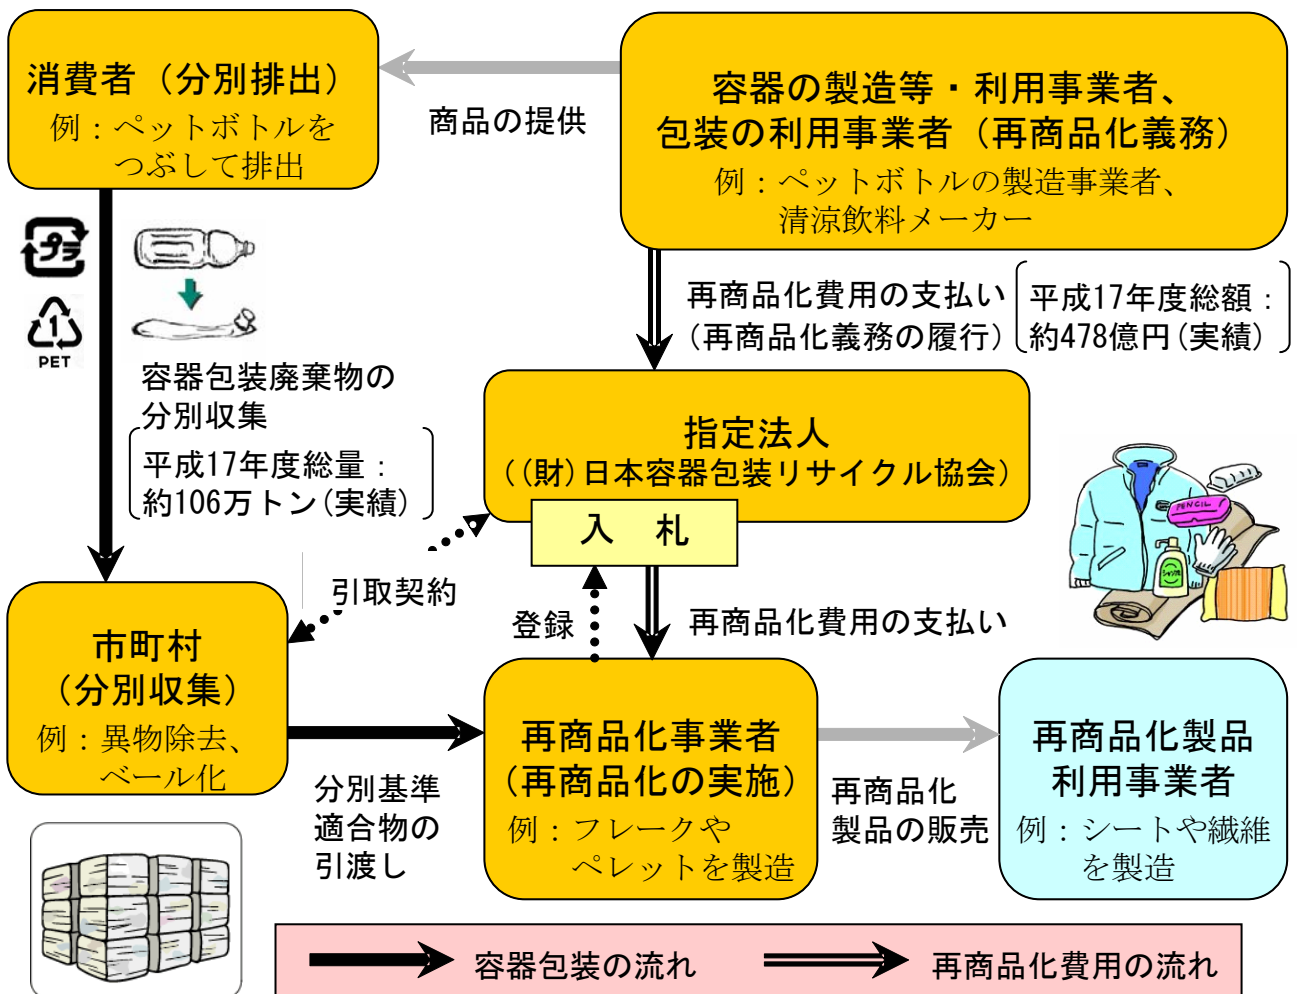 消費者（分別排出）
例：ペットボトルを
つぶして排出
商品の提供
容器の製造等・利用事業者、
包装の利用事業者（再商品化義務）
例：ペットボトルの製造事業者、
清涼飲料メーカー
プラ
1
PET
容器包装廃棄物の
分別収集
平成17年度総量：
約106万トン(実績)
再商品化費用の支払い
(再商品化義務の履行)
平成17年度総額：
約478億円(実績)
指定法人
((財)日本容器包装リサイクル協会)
入　札
引取契約
登録
再商品化費用の支払い
PENCIL
シャンプー
市町村
(分別収集)
例：異物除去、
ベール化
分別基準
適合物の
引渡し
再商品化事業者
(再商品化の実施)
例：フレークや
ペレットを製造
再商品化
製品の販売
再商品化製品
利用事業者
例：シートや繊維
を製造
容器包装の流れ
再商品化費用の流れ